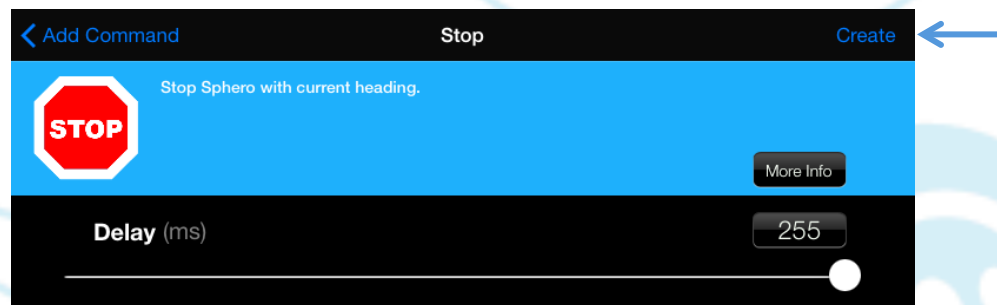 Add Command Stop Create
STOP
Stop Sphero with current heading.
More Info
Delay (ms) 255